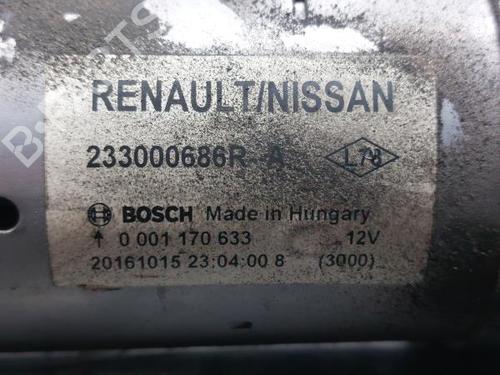 RENAULT/NISSAN
233000686R-A L78
BOSCH Made in Hungary
0 001 170 633 12V
20161015 23:04:00 8 (3000)